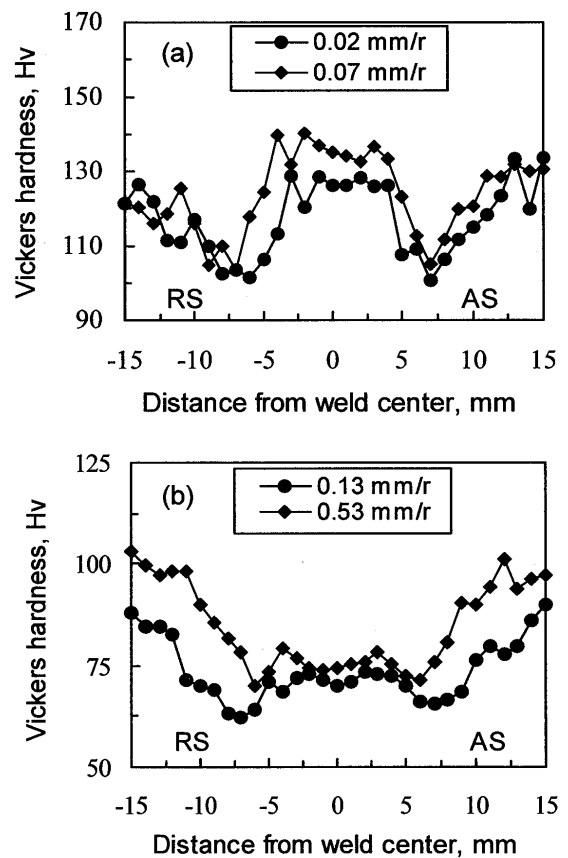 170
(a)
0.02 mm/r
0.07 mm/r
150
130
110
90
Vickers hardness, Hv
RS
AS
-15 -10 -5 0 5 10 15
Distance from weld center, mm
125
(b)
0.13 mm/r
0.53 mm/r
100
75
50
Vickers hardness, Hv
RS
AS
-15 -10 -5 0 5 10 15
Distance from weld center, mm